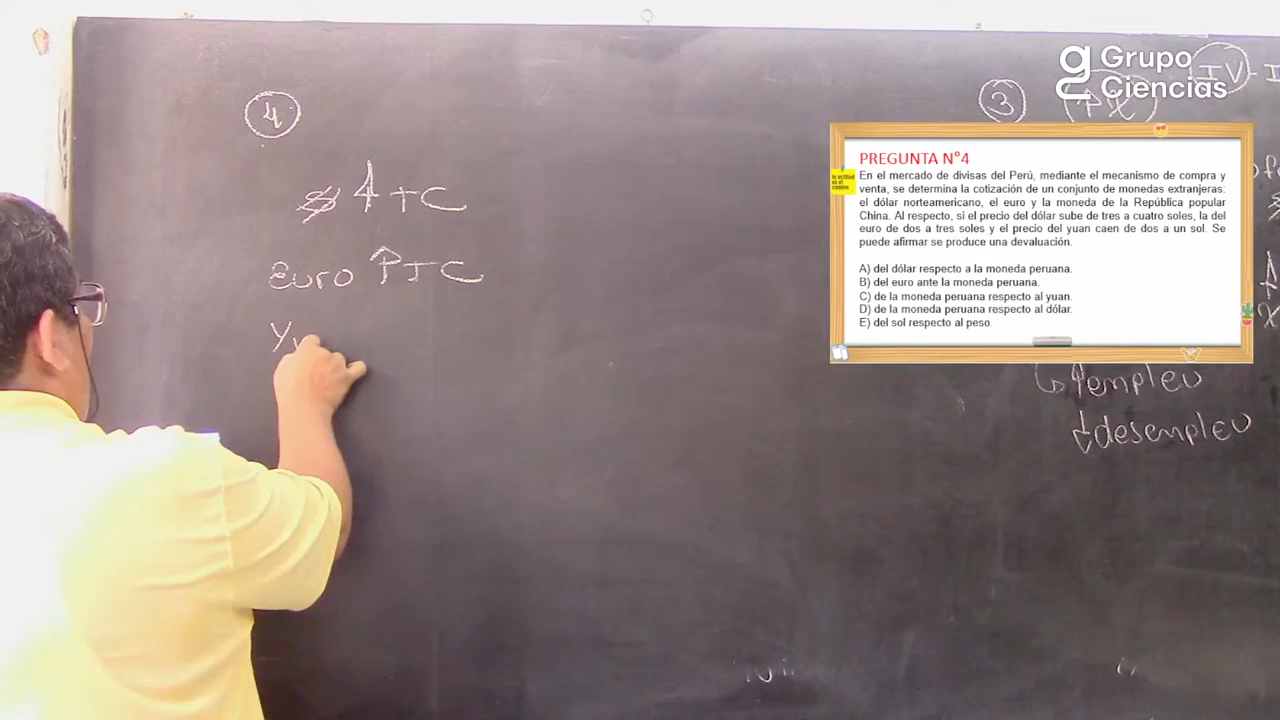 4
$ ↑ TC
Euro ↑ TC
Yu
3
IV
↑empleo
↓desempleo
Grupo
Ciencias
PREGUNTA N°4
En el mercado de divisas del Perú, mediante el mecanismo de compra y
venta, se determina la cotización de un conjunto de monedas extranjeras:
el dólar norteamericano, el euro y la moneda de la República popular
China. Al respecto, si el precio del dólar sube de tres a cuatro soles, la del
euro de dos a tres soles y el precio del yuan caen de dos a un sol. Se
puede afirmar se produce una devaluación.
A) del dólar respecto a la moneda peruana.
B) del euro ante la moneda peruana.
C) de la moneda peruana respecto al yuan.
D) de la moneda peruana respecto al dólar.
E) del sol respecto al peso.